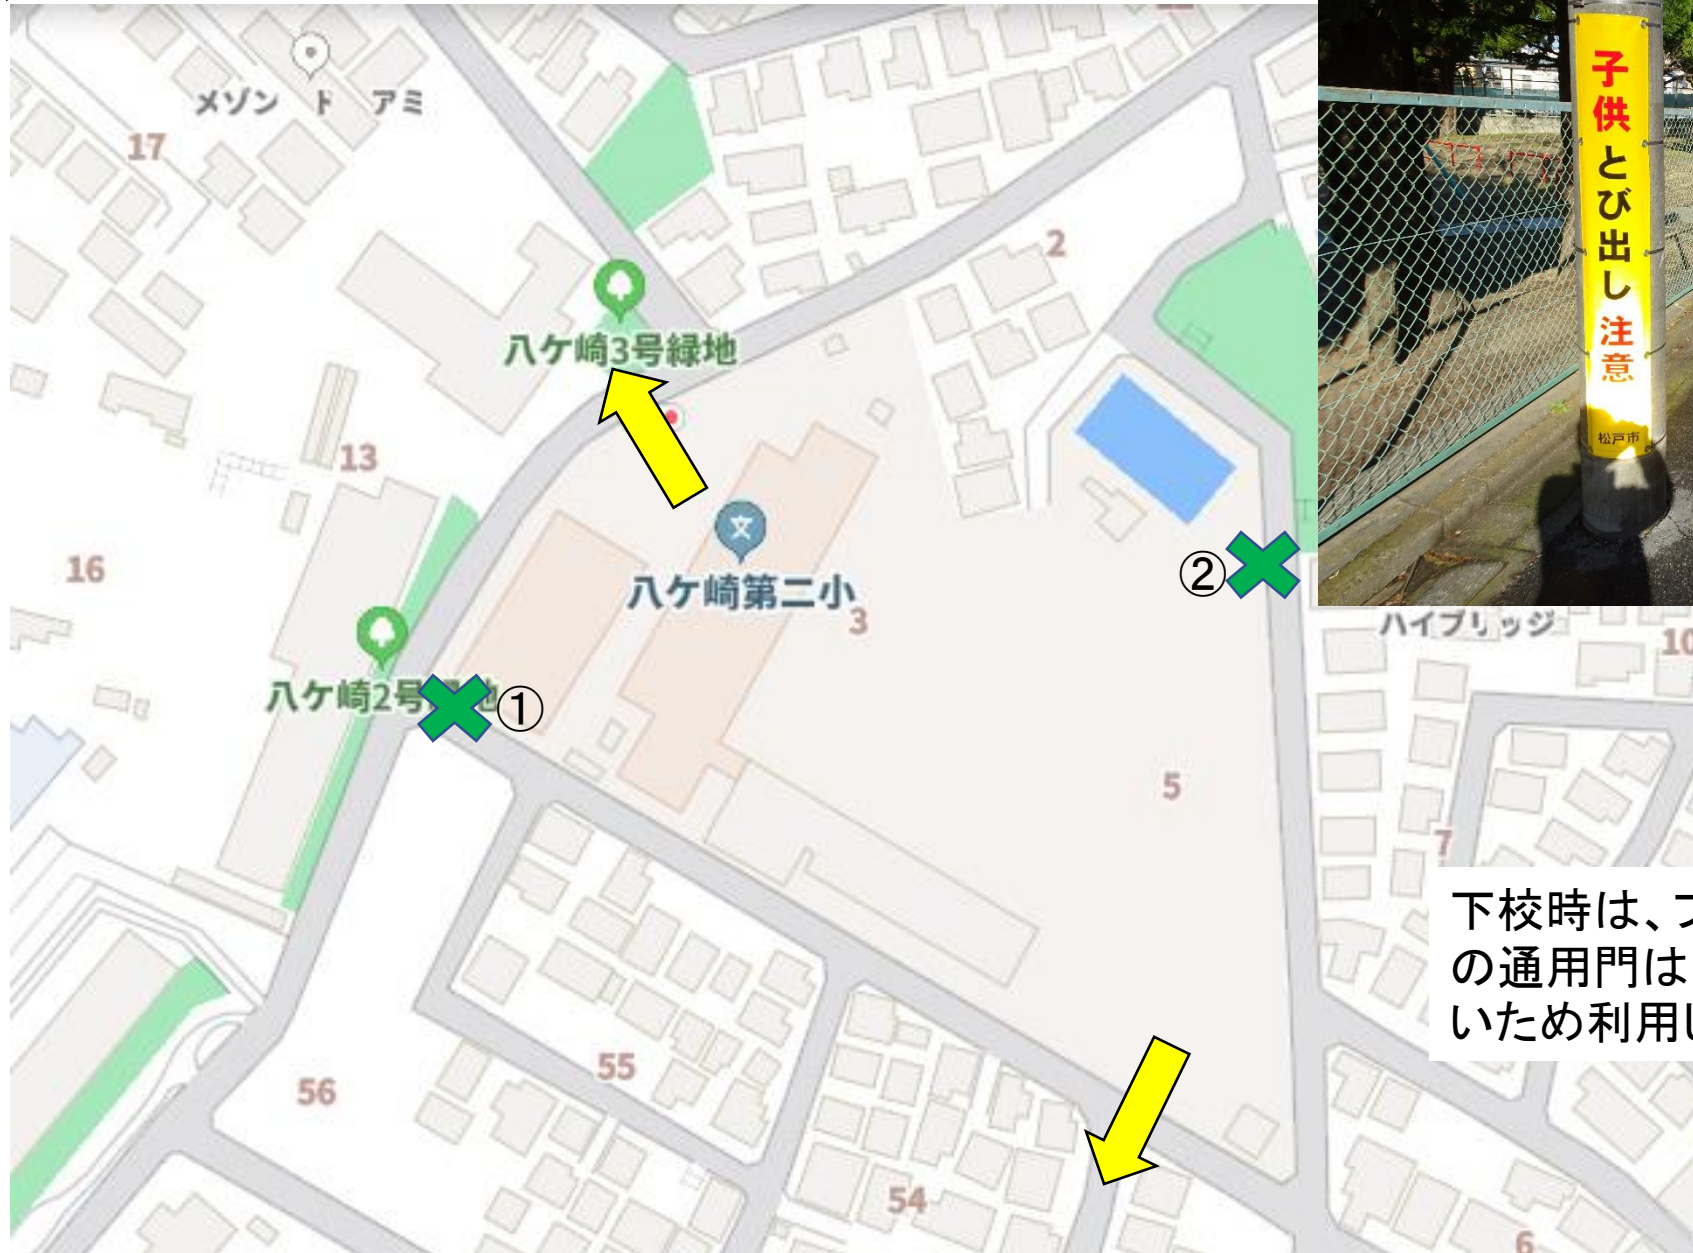 メゾン ド アミ
17
2
子供とび出し注意
松戸市
八ケ崎3号緑地
13
16
文
八ケ崎第二小
3
②
八ケ崎2号
①
ハイブリッジ
10
5
7
下校時は、
の通用門は
いため利用
55
56
54
6